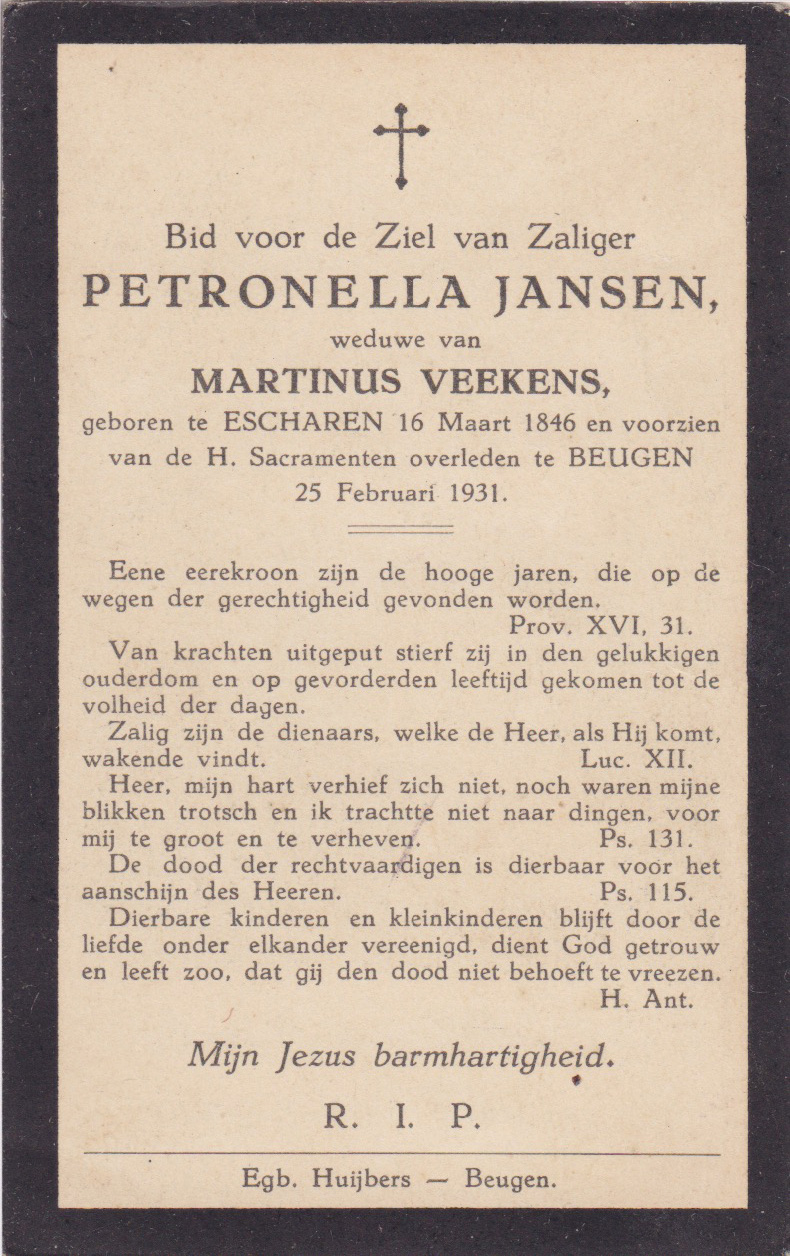 Bid voor de Ziel van Zaliger
PETRONELLA JANSEN,
weduwe van
MARTINUS VEEKENS,
geboren te ESCHAREN 16 Maart 1846 en voorzien
van de H. Sacramenten overleden te BEUGEN
25 Februari 1931.
Eene eerekroon zijn de hooge jaren, die op de
wegen der gerechtigheid gevonden worden.
Prov. XVI, 31.
Van krachten uitgeput stierf zij in den gelukkigen
ouderdom en op gevorderden leeftijd gekomen tot de
volheid der dagen.
Zalig zijn de dienaars, welke de Heer, als Hij komt,
wakende vindt. Luc. XII.
Heer, mijn hart verhief zich niet, noch waren mijne
blikken trotsch en ik trachtte niet naar dingen, voor
mij te groot en te verheven. Ps. 131.
De dood der rechtvaardigen is dierbaar voor het
aanschijn des Heeren. Ps. 115.
Dierbare kinderen en kleinkinderen blijft door de
liefde onder elkander vereenigd, dient God getrouw
en leeft zoo, dat gij den dood niet behoeft te vreezen.
H. Ant.
Mijn Jezus barmhartigheid.
R. I. P.
Egb. Huijbers — Beugen.